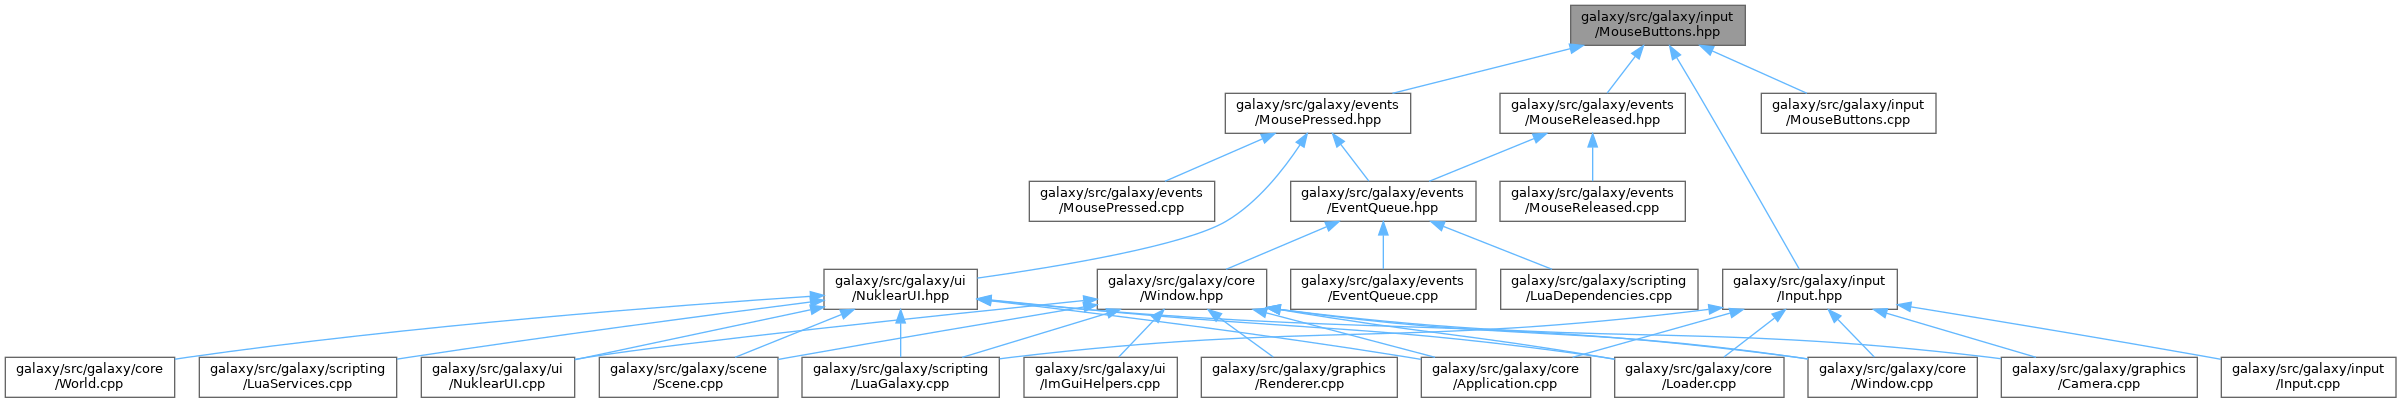 galaxy/src/galaxy/input
/MouseButtons.hpp
galaxy/src/galaxy/events
/MousePressed.hpp
galaxy/src/galaxy/events
/MouseReleased.hpp
galaxy/src/galaxy/input
/MouseButtons.cpp
galaxy/src/galaxy/events
/MousePressed.cpp
galaxy/src/galaxy/events
/EventQueue.hpp
galaxy/src/galaxy/events
/MouseReleased.cpp
galaxy/src/galaxy/ui
/NuklearUI.hpp
galaxy/src/galaxy/core
/Window.hpp
galaxy/src/galaxy/events
/EventQueue.cpp
galaxy/src/galaxy/scripting
/LuaDependencies.cpp
galaxy/src/galaxy/input
/Input.hpp
galaxy/src/galaxy/core
/World.cpp
galaxy/src/galaxy/scripting
/LuaServices.cpp
galaxy/src/galaxy/ui
/NuklearUI.cpp
galaxy/src/galaxy/scene
/Scene.cpp
galaxy/src/galaxy/scripting
/LuaGalaxy.cpp
galaxy/src/galaxy/ui
/ImGuiHelpers.cpp
galaxy/src/galaxy/graphics
/Renderer.cpp
galaxy/src/galaxy/core
/Application.cpp
galaxy/src/galaxy/core
/Loader.cpp
galaxy/src/galaxy/core
/Window.cpp
galaxy/src/galaxy/graphics
/Camera.cpp
galaxy/src/galaxy/input
/Input.cpp